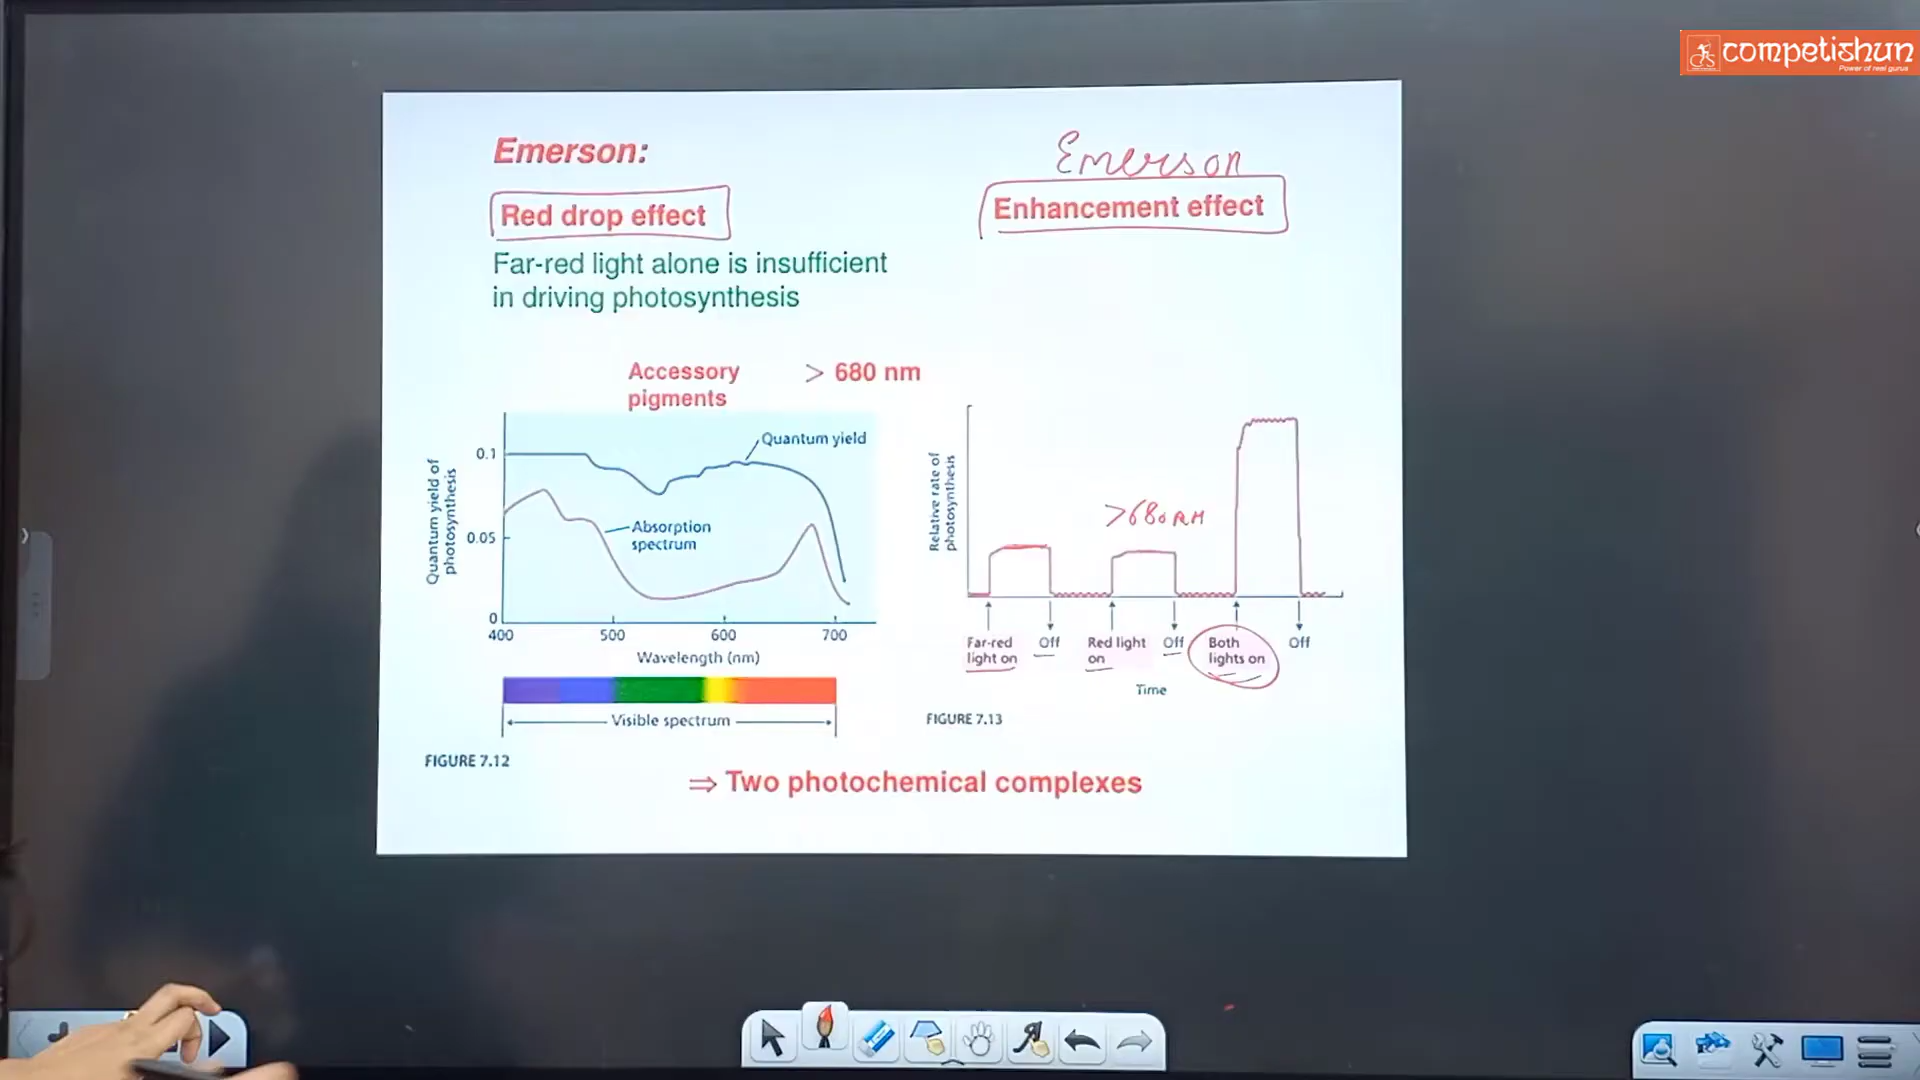 competishun
Power of real gurus
Emerson:
Emerson
Red drop effect
Enhancement effect
Far-red light alone is insufficient
in driving photosynthesis
Accessory
pigments
> 680 nm
Quantum yield of
photosynthesis
0.1
0.05
0
Quantum yield
Absorption
spectrum
400
500
600
700
Wavelength (nm)
Visible spectrum
FIGURE 7.12
Relative rate of
photosynthesis
>680nm
Far-red
light on
Off
Red light
on
Off
Both
lights on
Off
Time
FIGURE 7.13
⇒ Two photochemical complexes